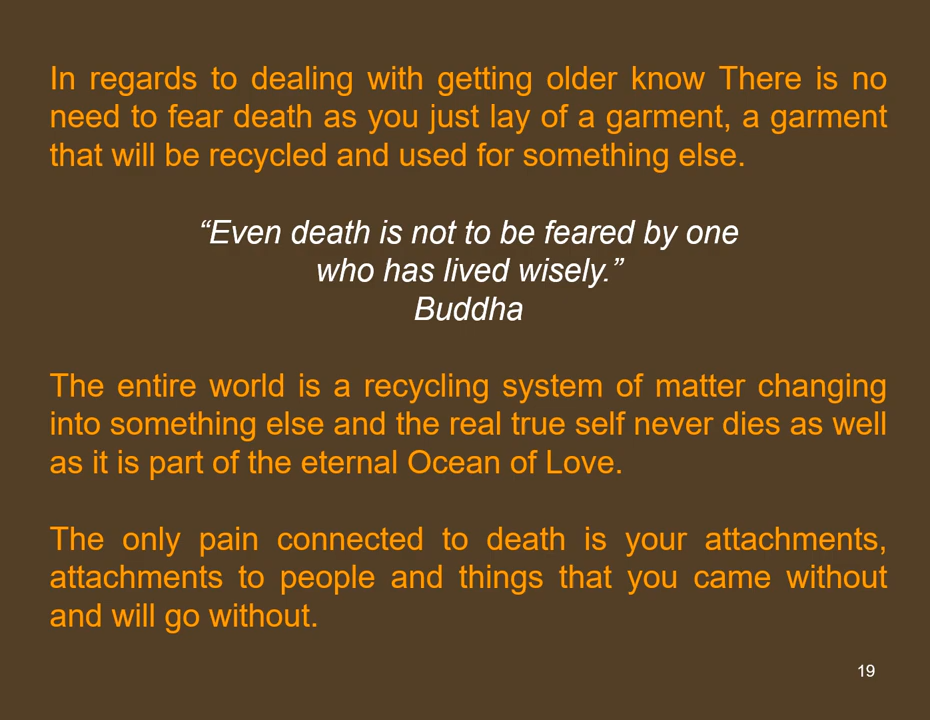 In regards to dealing with getting older know There is no
need to fear death as you just lay of a garment, a garment
that will be recycled and used for something else.
“Even death is not to be feared by one
who has lived wisely.”
Buddha
The entire world is a recycling system of matter changing
into something else and the real true self never dies as well
as it is part of the eternal Ocean of Love.
The only pain connected to death is your attachments,
attachments to people and things that you came without
and will go without.
19